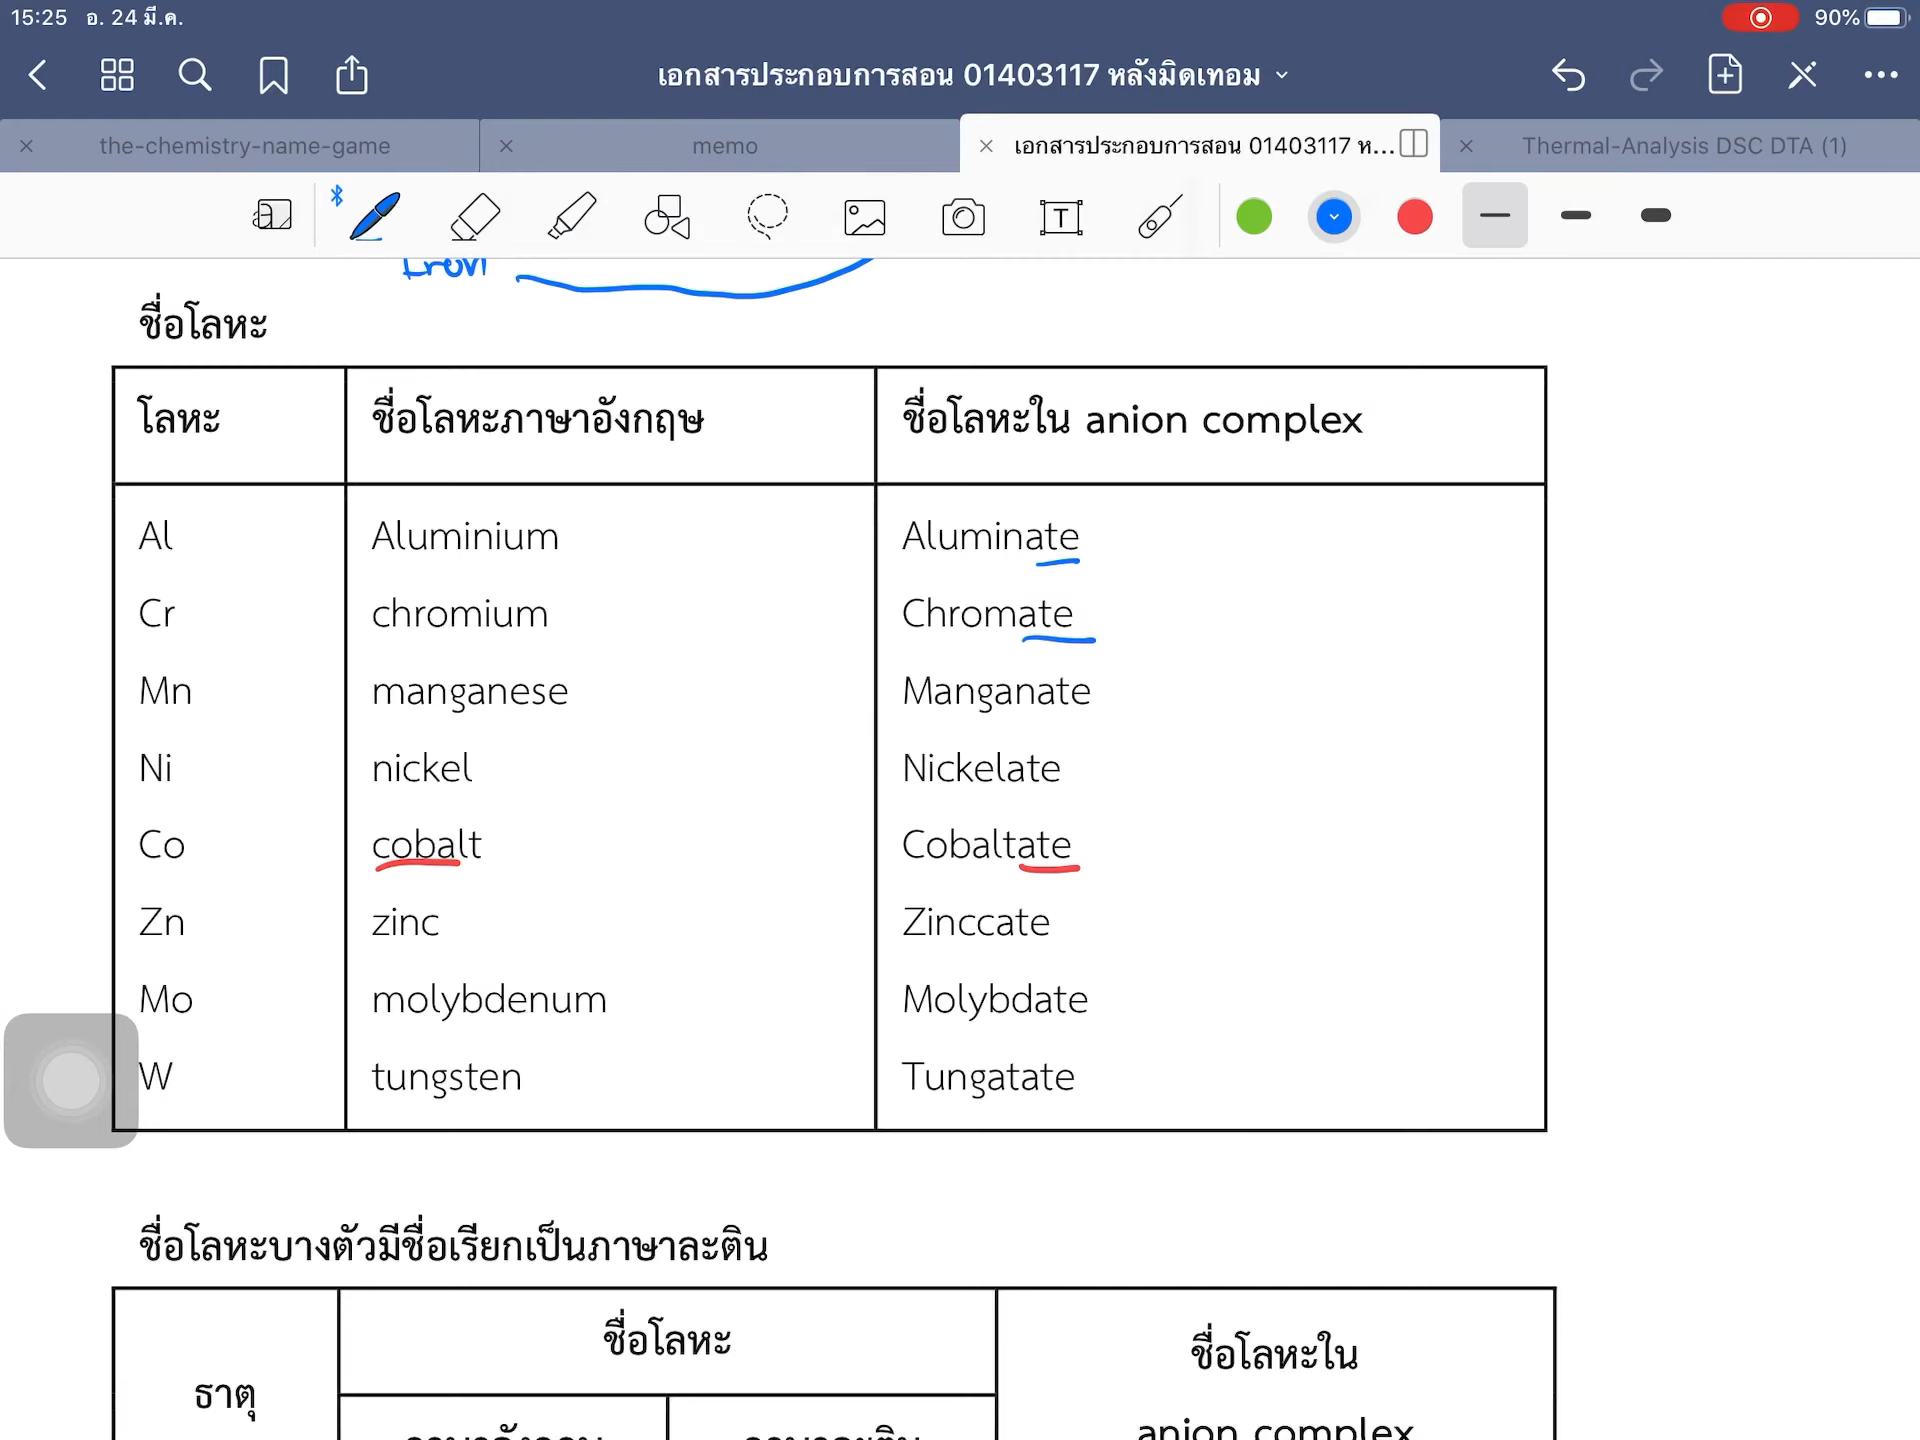 15:25 อ. 24 มี.ค. 90%
เอกสารประกอบการสอน 01403117 หลังมิดเทอม
the-chemistry-name-game memo เอกสารประกอบการสอน 01403117 ห... Thermal-Analysis DSC DTA (1)
ชื่อโลหะ
โลหะ ชื่อโลหะภาษาอังกฤษ ชื่อโลหะใน anion complex
Al Aluminium Aluminate
Cr chromium Chromate
Mn manganese Manganate
Ni nickel Nickelate
Co cobalt Cobaltate
Zn zinc Zinccate
Mo molybdenum Molybdate
W tungsten Tungatate
ชื่อโลหะบางตัวมีชื่อเรียกเป็นภาษาละติน
ชื่อโลหะ
ชื่อโลหะใน
ธาตุ
anion complex